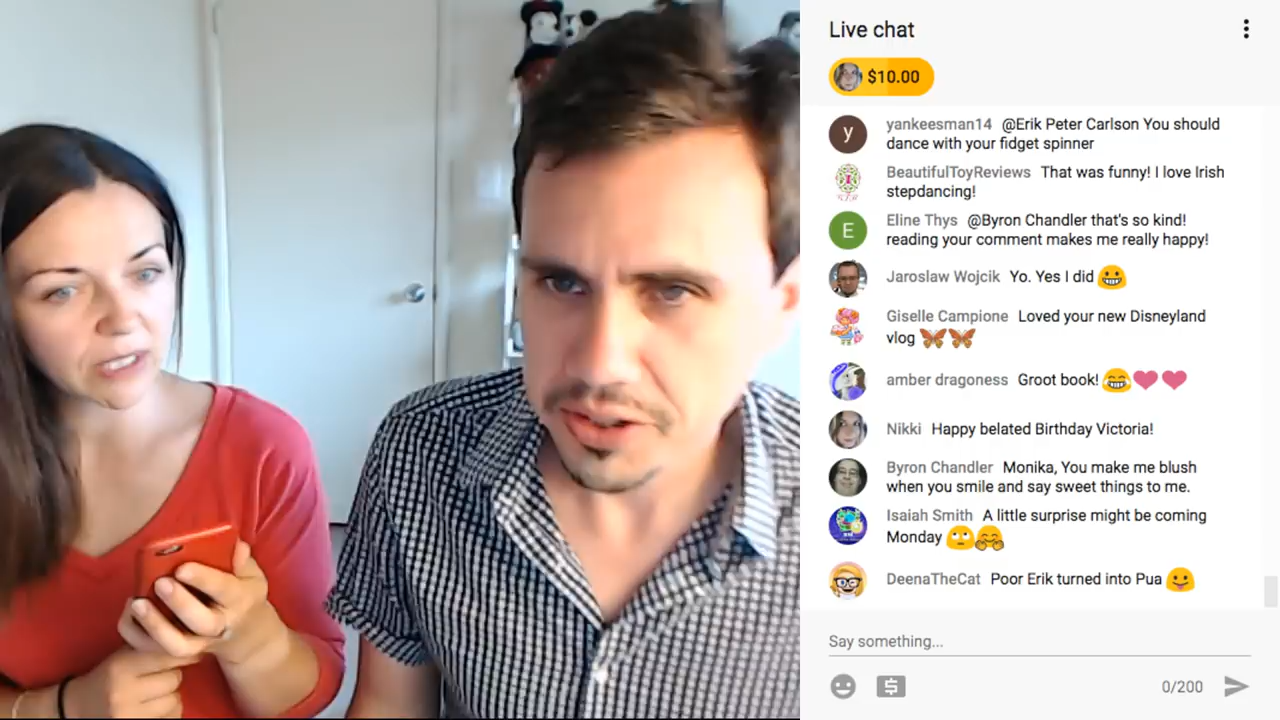 Live chat
$10.00
yankeesman14 @Erik Peter Carlson You should
dance with your fidget spinner
BeautifulToyReviews That was funny! I love Irish
stepdancing!
Eline Thys @Byron Chandler that's so kind!
reading your comment makes me really happy!
Jaroslaw Wojcik Yo. Yes I did 😀
Giselle Campione Loved your new Disneyland
vlog 🦋🦋
amber dragoness Groot book! 😂❤❤
Nikki Happy belated Birthday Victoria!
Byron Chandler Monika, You make me blush
when you smile and say sweet things to me.
Isaiah Smith A little surprise might be coming
Monday 🙄🤗
DeenaTheCat Poor Erik turned into Pua 😛
Say something...
0/200
y
E
$